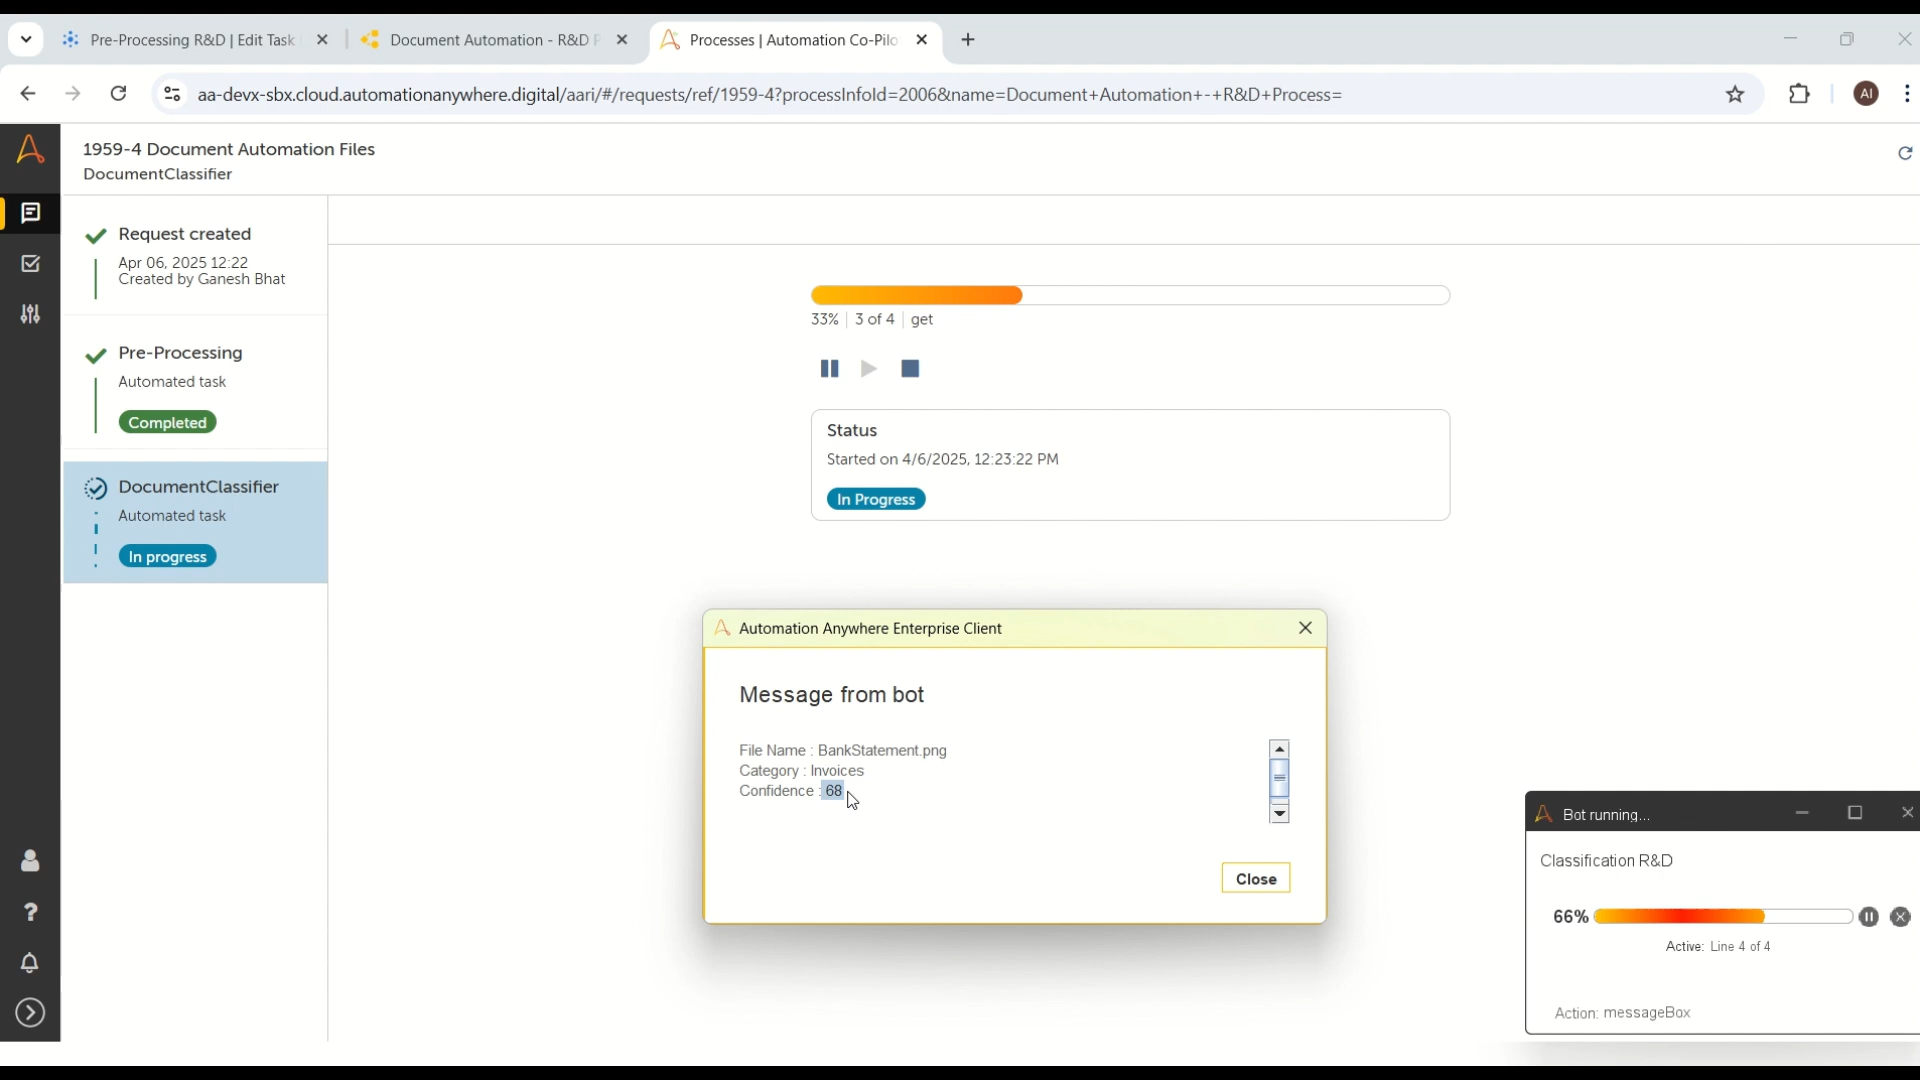 Pre-Processing R&D | Edit Task
Document Automation - R&D P
Processes | Automation Co-Pilo
aa-devx-sbx.cloud.automationanywhere.digital/aari/#/requests/ref/1959-4?processInfoId=2006&name=Document+Automation+-+R&D+Process=
AI
1959-4 Document Automation Files
DocumentClassifier
Request created
Apr 06, 2025 12:22
Created by Ganesh Bhat
Pre-Processing
Automated task
Completed
DocumentClassifier
Automated task
In progress
33% | 3 of 4 | get
Status
Started on 4/6/2025, 12:23:22 PM
In Progress
Automation Anywhere Enterprise Client
Message from bot
File Name : BankStatement.png
Category : Invoices
Confidence : 68
Close
Bot running...
Classification R&D
66%
Active: Line 4 of 4
Action: messageBox